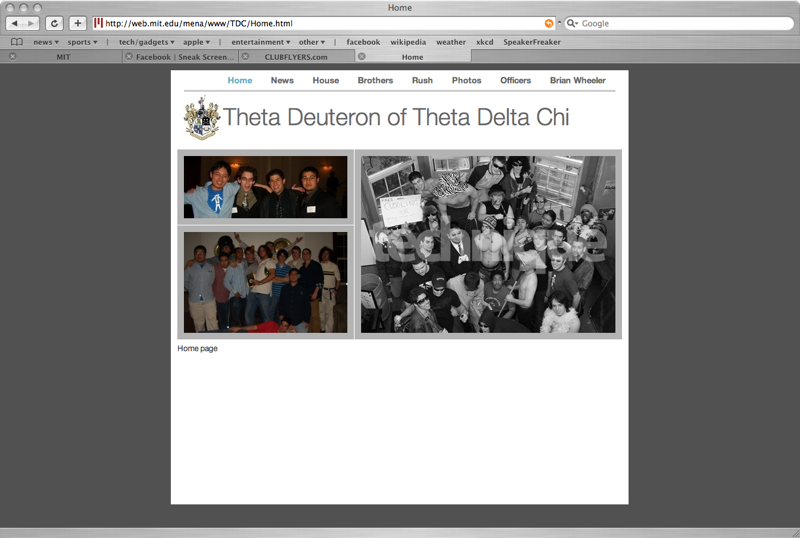 Home
http://web.mit.edu/mena/www/TDC/Home.html
Google
news sports | tech/gadgets apple | entertainment other | facebook wikipedia weather xkcd SpeakerFreaker
MIT Facebook | Sneak Screen... CLUBFLYERS.com Home
Home News House Brothers Rush Photos Officers Brian Wheeler
Theta Deuteron of Theta Delta Chi
technique
Home page